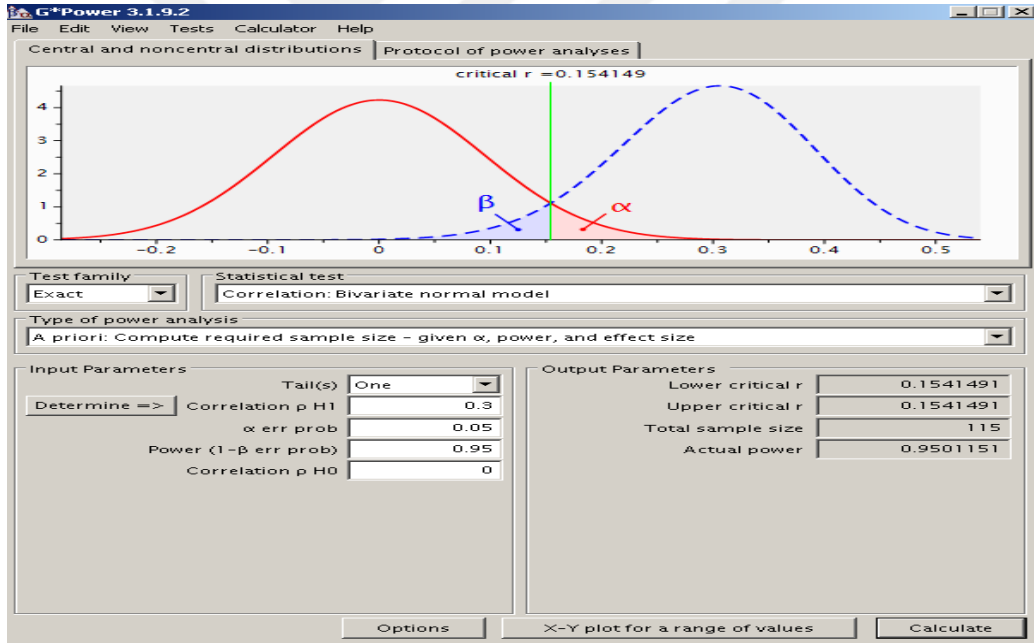 G*Power 3.1.9.2
File Edit View Tests Calculator Help
Central and noncentral distributions Protocol of power analyses
critical r =0.154149
4
3
2
1
0
β α
-0.2 -0.1 0 0.1 0.2 0.3 0.4 0.5
Test family Statistical test
Exact Correlation: Bivariate normal model
Type of power analysis
A priori: Compute required sample size – given α, power, and effect size
Input Parameters Output Parameters
Tail(s) One Lower critical r 0.1541491
Determine => Correlation ρ H1 0.3 Upper critical r 0.1541491
α err prob 0.05 Total sample size 115
Power (1-β err prob) 0.95 Actual power 0.9501151
Correlation ρ H0 0
Options X-Y plot for a range of values Calculate